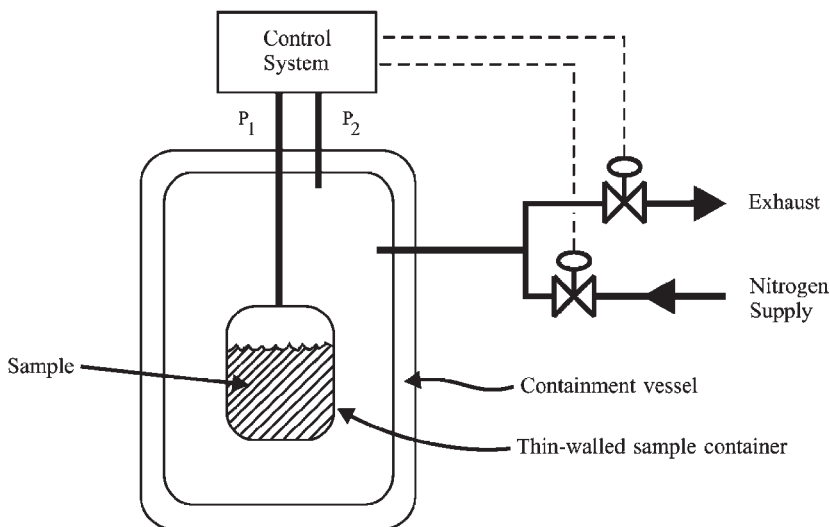 Control
System
P1
P2
Exhaust
Nitrogen
Supply
Sample
Containment vessel
Thin-walled sample container